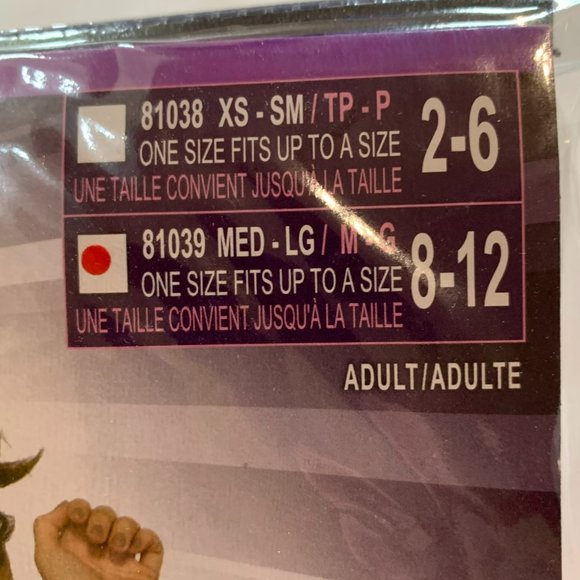 81038 XS - SM / TP - P
ONE SIZE FITS UP TO A SIZE
UNE TAILLE CONVIENT JUSQU'À LA TAILLE
2-6
81039 MED - LG / M - G
ONE SIZE FITS UP TO A SIZE
UNE TAILLE CONVIENT JUSQU'À LA TAILLE
8-12
ADULT/ADULTE